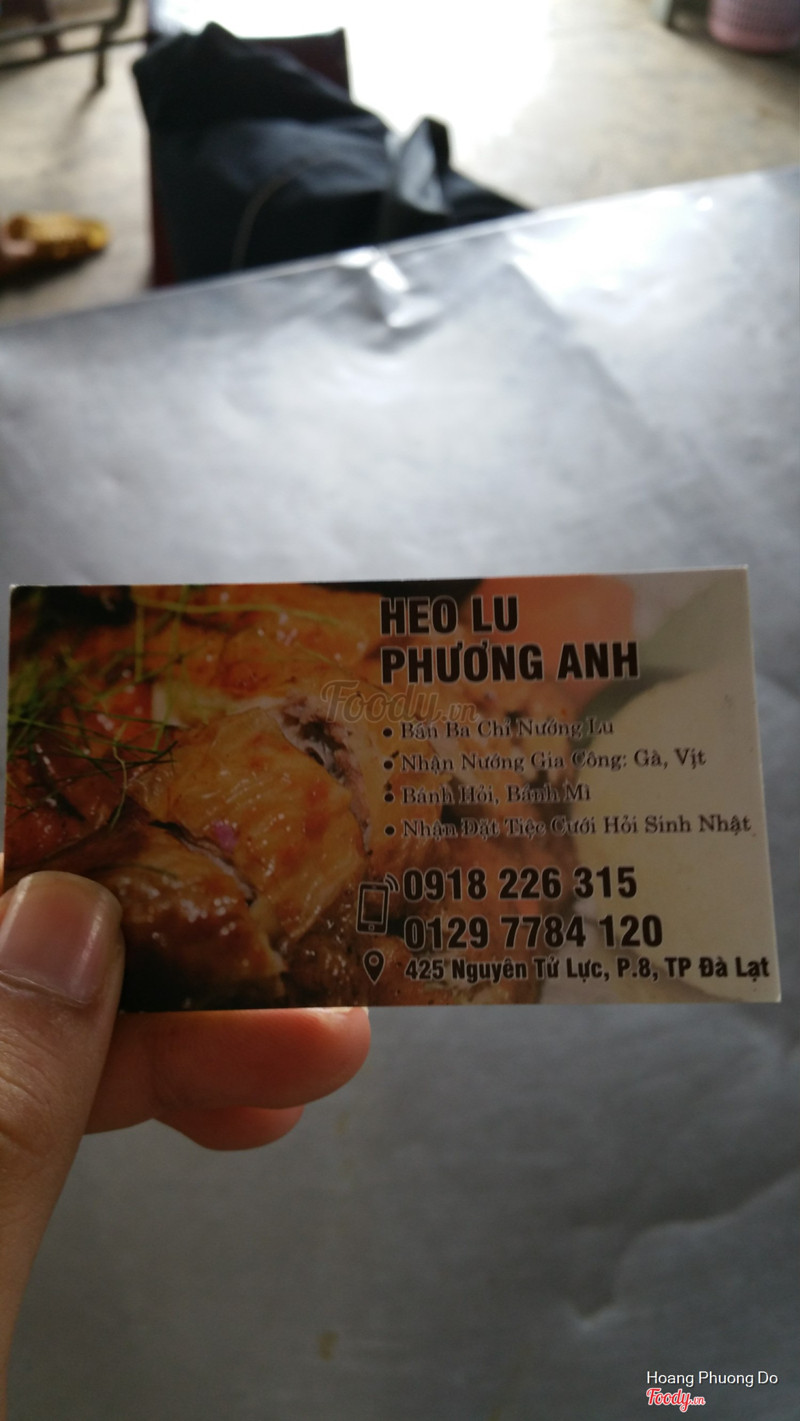 HEO LU
PHƯƠNG ANH
Foody.vn
• Bán Ba Chỉ Nướng Lu
• Nhận Nướng Gia Công: Gà, Vịt
• Bánh Hỏi, Bánh Mì
• Nhận Đặt Tiệc Cưới Hỏi Sinh Nhật
0918 226 315
0129 7784 120
425 Nguyên Tử Lực, P.8, TP Đà Lạt
Hoang Phuong Do
Foody.vn